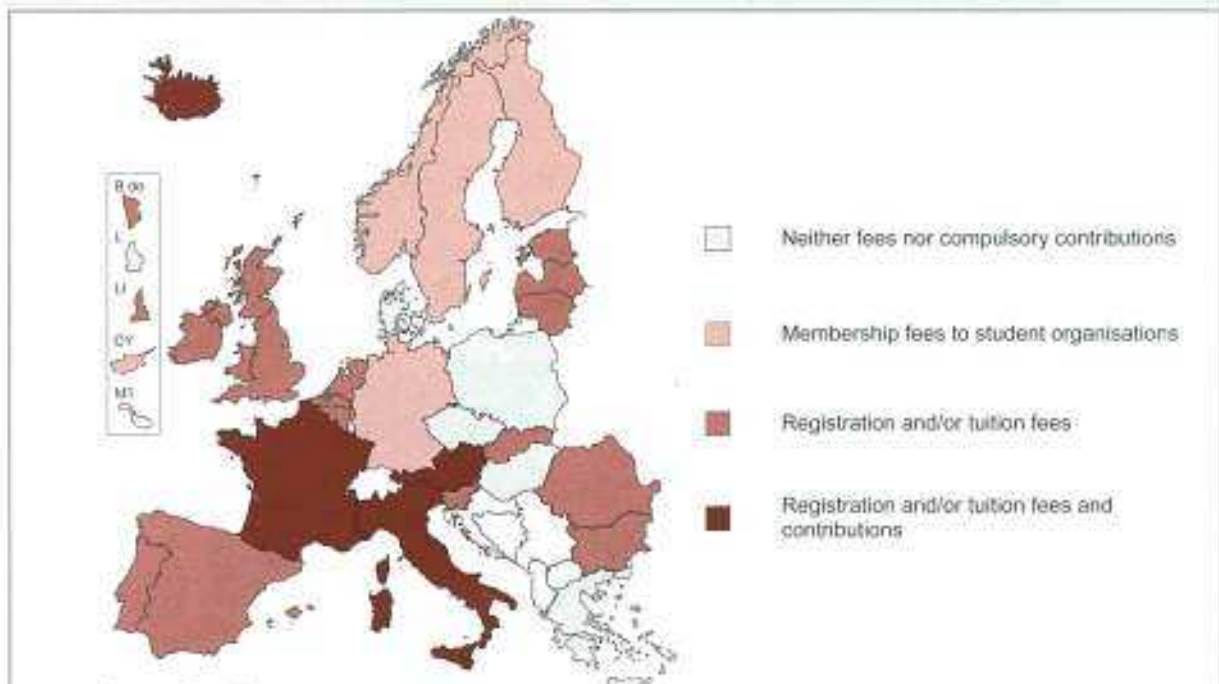 B de
L
LI
CY
MT
Neither fees nor compulsory contributions
Membership fees to student organisations
Registration and/or tuition fees
Registration and/or tuition fees and
contributions